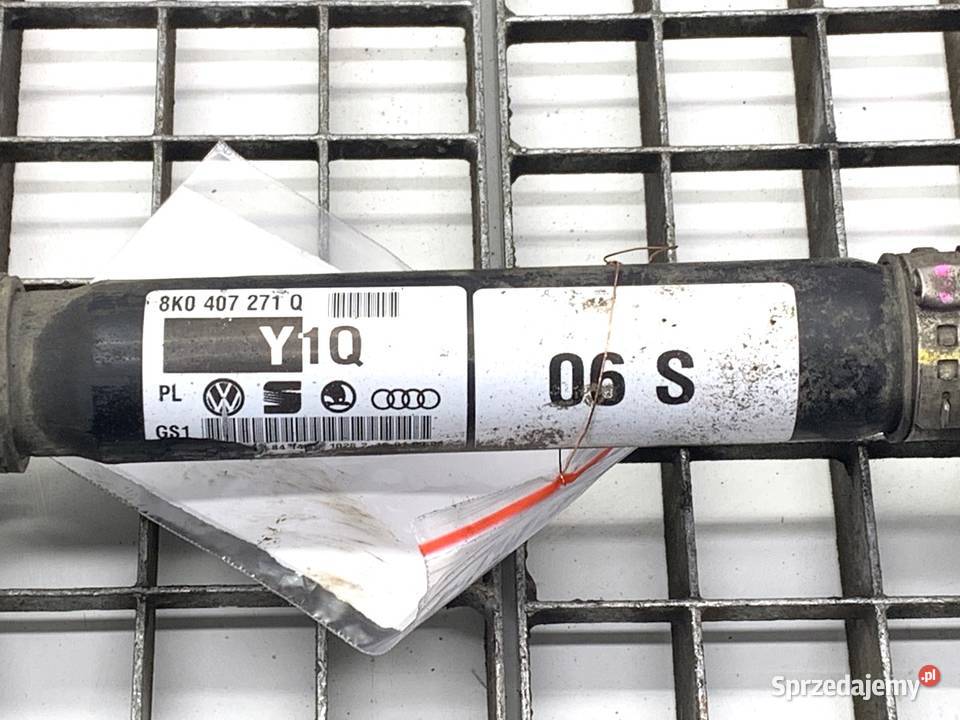 8K0 407 271 Q
Y1Q
PL
GS1
06 S
Sprzedajemy.pl